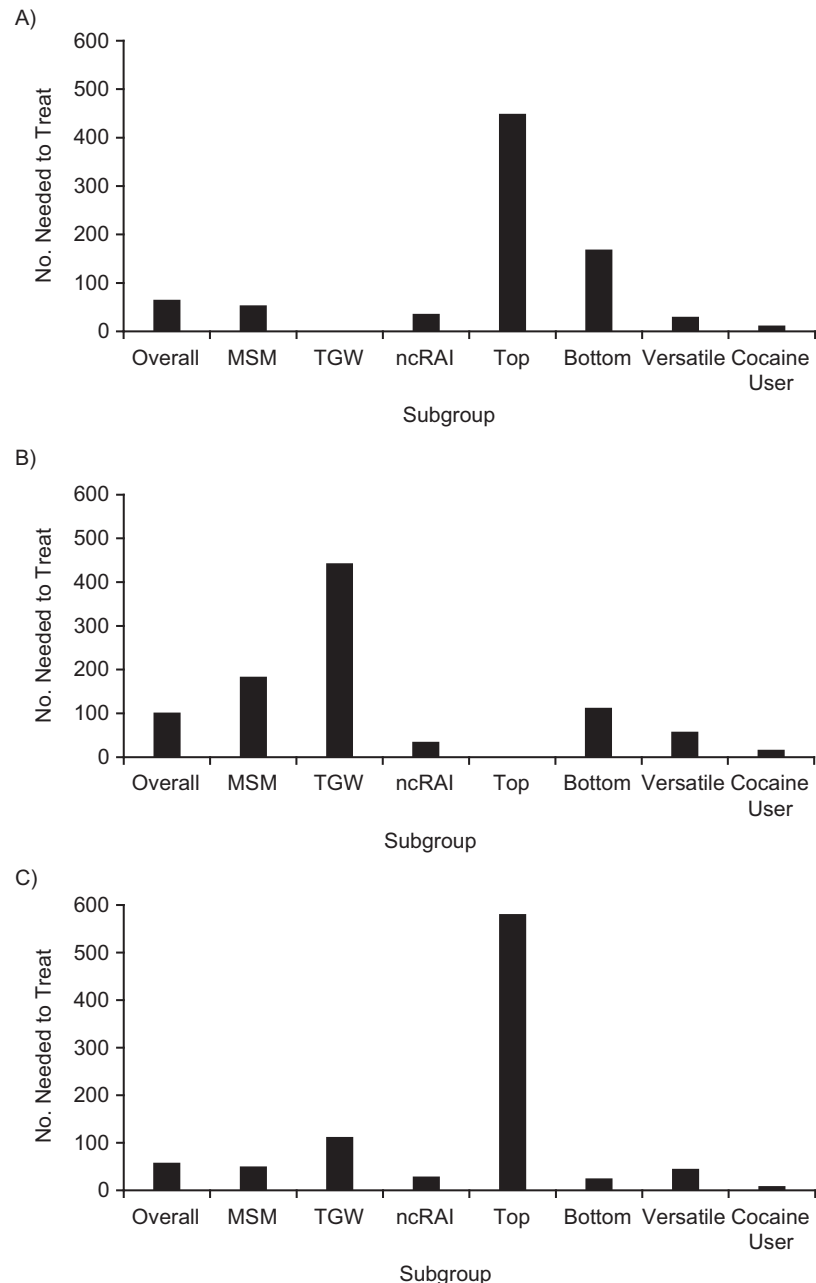 A)
No. Needed to Treat
600
500
400
300
200
100
0
Overall MSM TGW ncRAI Top Bottom Versatile Cocaine
User
Subgroup
B)
No. Needed to Treat
600
500
400
300
200
100
0
Overall MSM TGW ncRAI Top Bottom Versatile Cocaine
User
Subgroup
C)
No. Needed to Treat
600
500
400
300
200
100
0
Overall MSM TGW ncRAI Top Bottom Versatile Cocaine
User
Subgroup